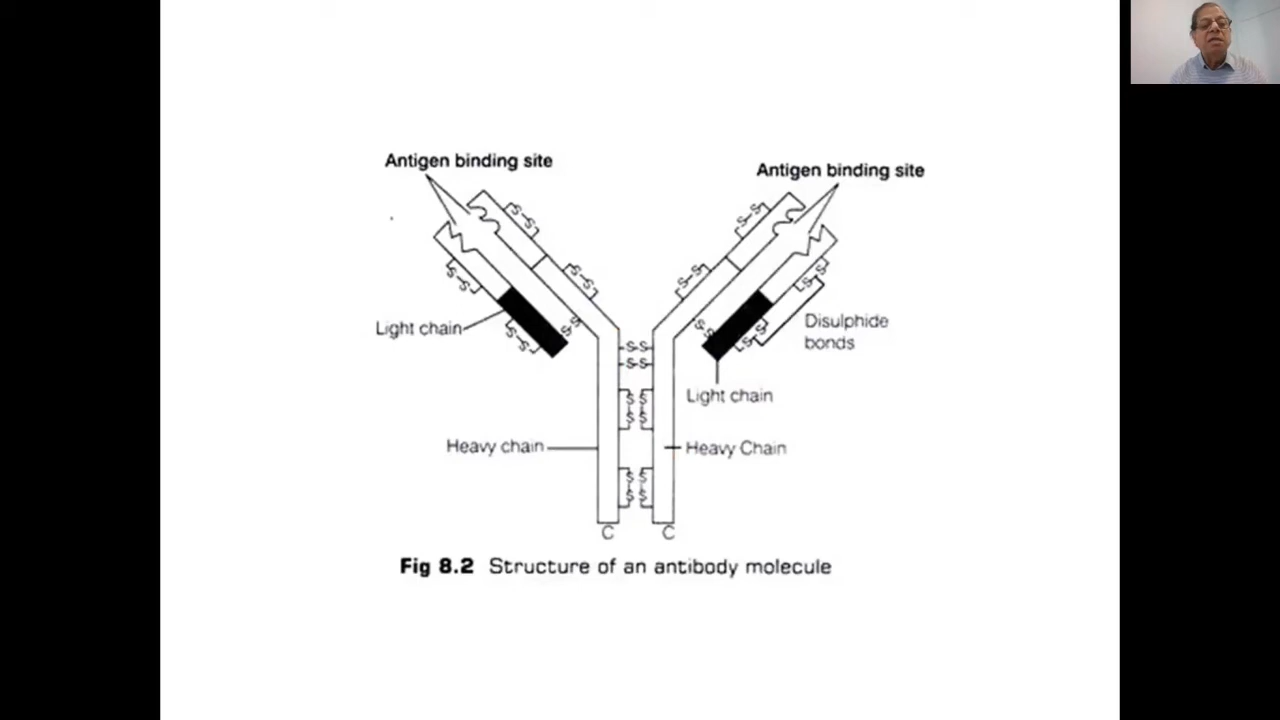 Antigen binding site
Antigen binding site
S-S
S-S
S-S
S-S
S-S
S-S
Light chain
S-S
S-S
S-S
S-S
S-S
Disulphide
bonds
S-S
S-S
Light chain
S S
S S
Heavy chain
Heavy Chain
S S
S S
C
C
Fig 8.2 Structure of an antibody molecule